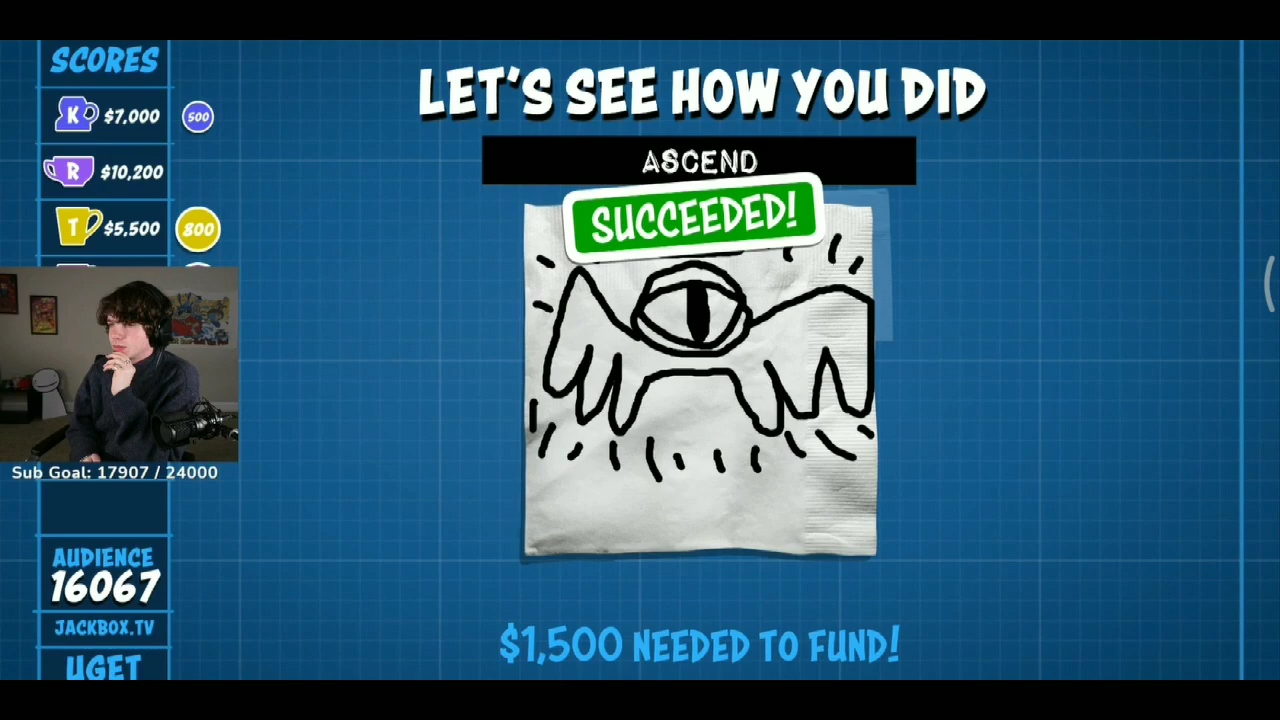 SCORES
K $7,000 500
R $10,200
T $5,500 800
Sub Goal: 17907 / 24000
AUDIENCE
16067
JACKBOX.TV
UGET
LET'S SEE HOW YOU DID
ASCEND
SUCCEEDED!
$1,500 NEEDED TO FUND!